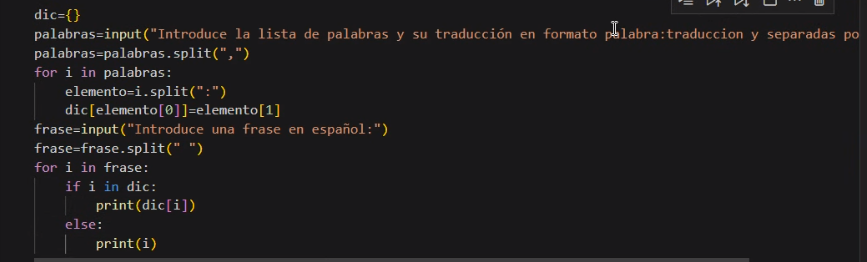 dic={}
palabras=input("Introduce la lista de palabras y su traducción en formato palabra:traduccion y separadas po
palabras=palabras.split(",")
for i in palabras:
    elemento=i.split(":")
    dic[elemento[0]]=elemento[1]
frase=input("Introduce una frase en español:")
frase=frase.split(" ")
for i in frase:
    if i in dic:
        print(dic[i])
    else:
        print(i)